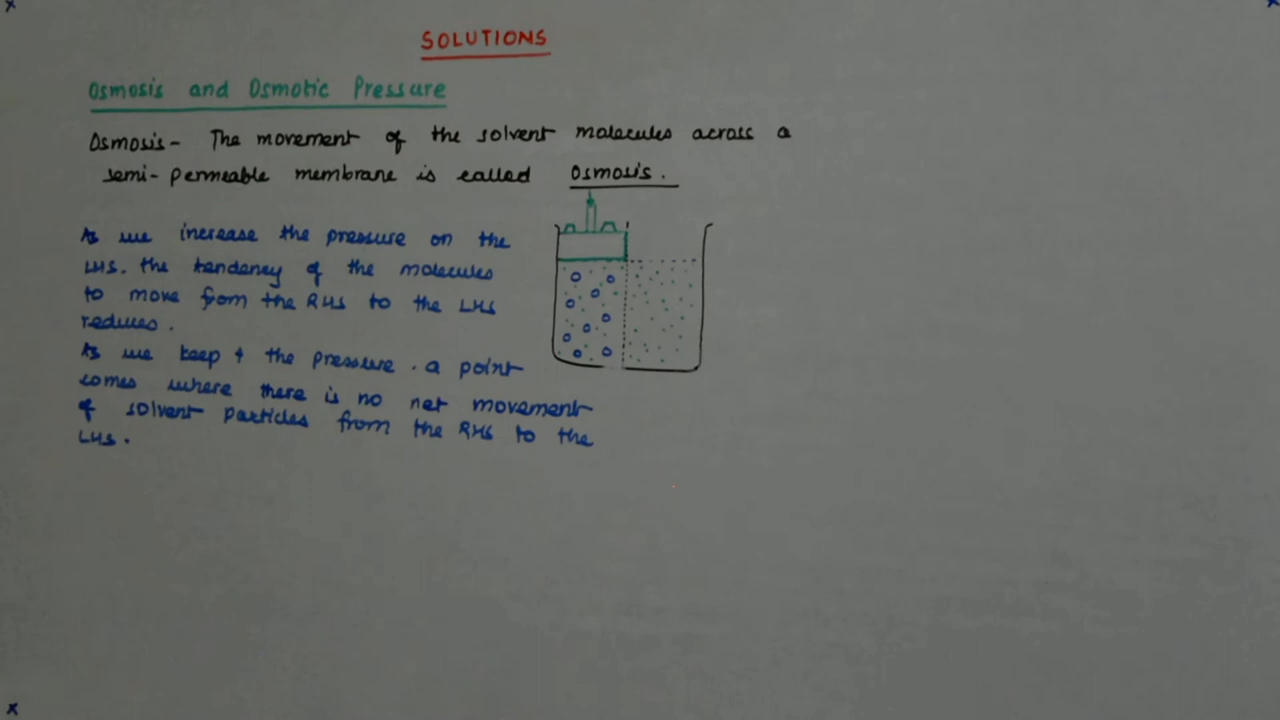 SOLUTIONS
Osmosis and Osmotic Pressure
Osmosis - The movement of the solvent molecules across a
semi-permeable membrane is called Osmosis.
As we increase the pressure on the
LHS. the tendency of the molecules
to move from the RHS to the LHS
reduces.
As we keep ↑ the pressure. a point
comes where there is no net movement
of solvent particles from the RHS to the
LHS.